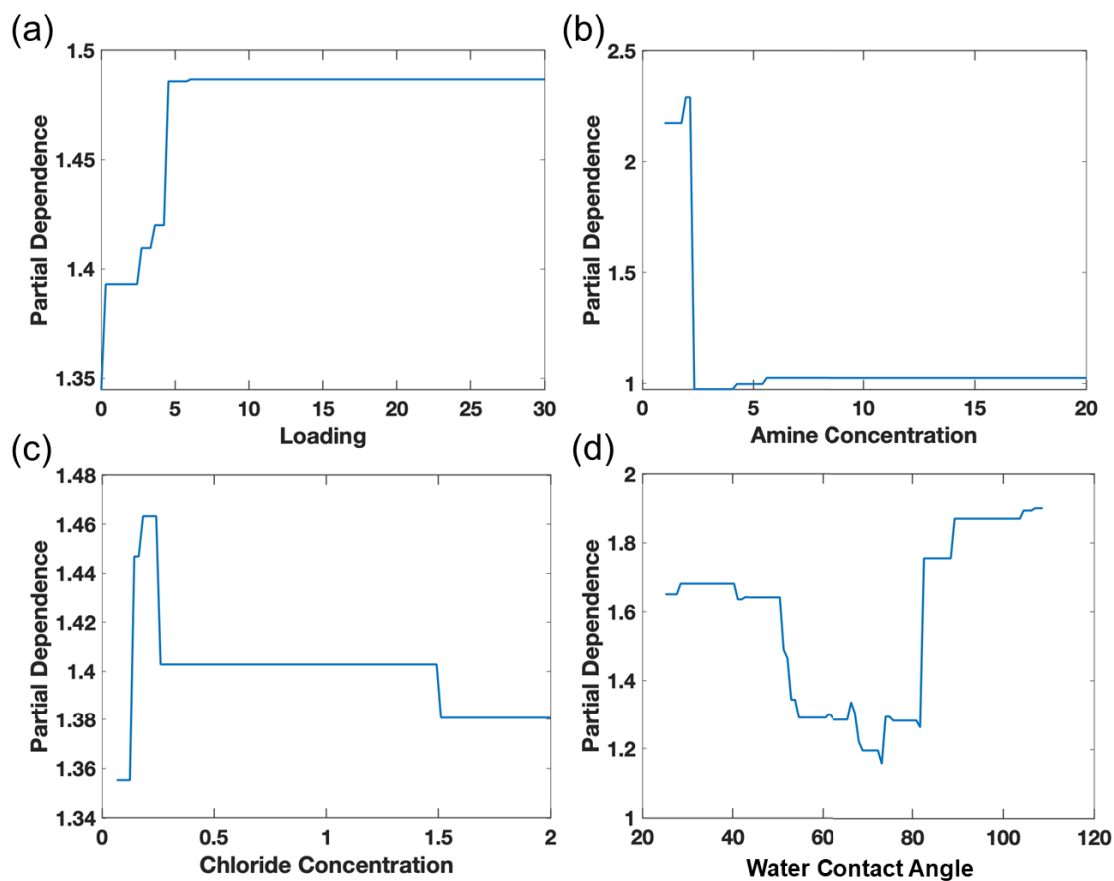 (a)
Partial Dependence
1.5
1.45
1.4
1.35
0 5 10 15 20 25 30
Loading
(b)
Partial Dependence
2.5
2
1.5
1
0 5 10 15 20
Amine Concentration
(c)
Partial Dependence
1.48
1.46
1.44
1.42
1.4
1.38
1.36
1.34
0 0.5 1 1.5 2
Chloride Concentration
(d)
Partial Dependence
2
1.8
1.6
1.4
1.2
1
20 40 60 80 100 120
Water Contact Angle